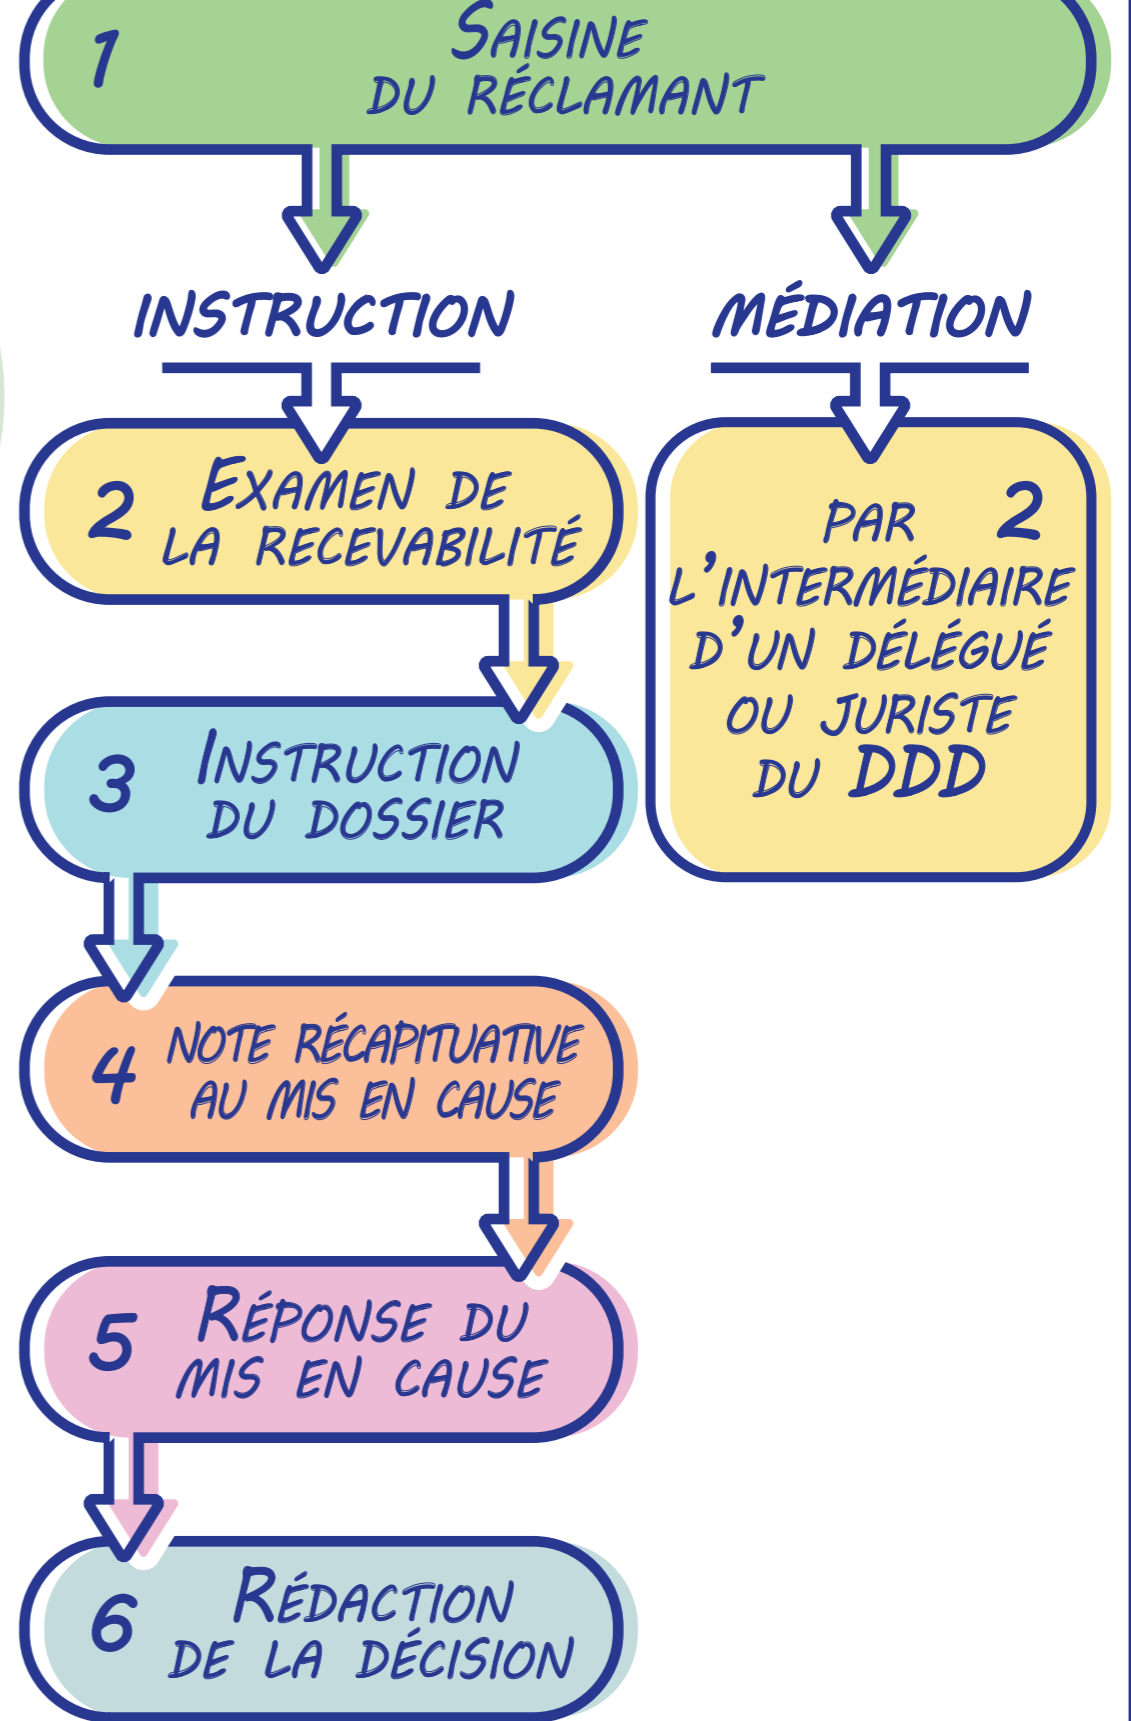 1
SAISINE
DU RÉCLAMANT
INSTRUCTION
MÉDIATION
2
EXAMEN DE
LA RECEVABILITÉ
PAR 2
L'INTERMÉDIAIRE
D'UN DÉLÉGUÉ
OU JURISTE
DU DDD
3
INSTRUCTION
DU DOSSIER
4
NOTE RÉCAPITUATIVE
AU MIS EN CAUSE
5
RÉPONSE DU
MIS EN CAUSE
6
RÉDACTION
DE LA DÉCISION